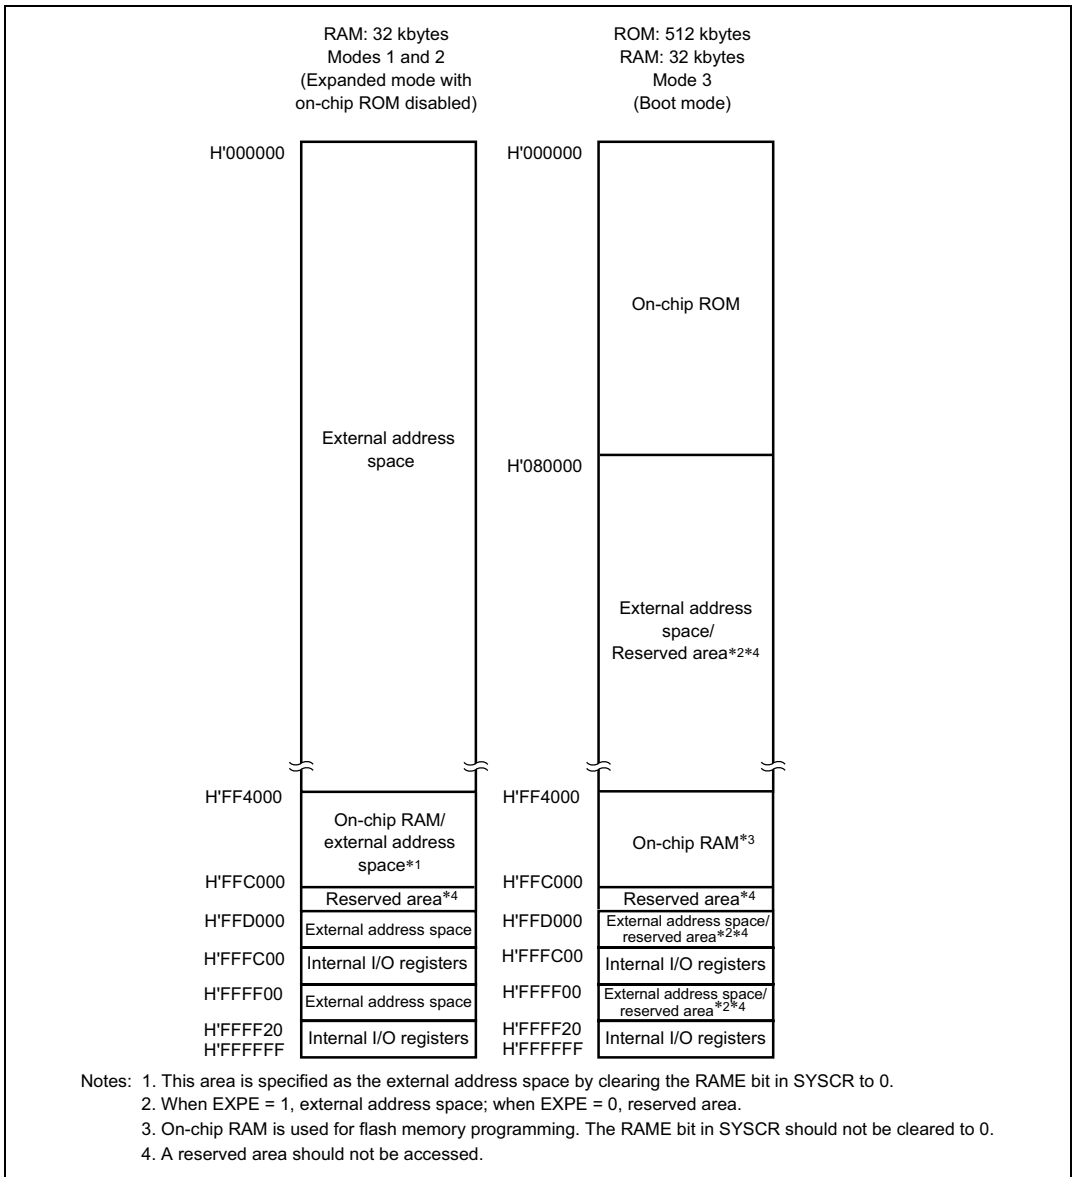 RAM: 32 kbytes
Modes 1 and 2
(Expanded mode with
on-chip ROM disabled)
H'000000
External address
space
H'FF4000
On-chip RAM/
external address
space*1
H'FFC000
Reserved area*4
H'FFD000
External address space
H'FFFC00
Internal I/O registers
H'FFFF00
External address space
H'FFFF20
Internal I/O registers
H'FFFFFF
ROM: 512 kbytes
RAM: 32 kbytes
Mode 3
(Boot mode)
H'000000
On-chip ROM
H'080000
External address
space/
Reserved area*2*4
H'FF4000
On-chip RAM*3
H'FFC000
Reserved area*4
H'FFD000
External address space/
reserved area*2*4
H'FFFC00
Internal I/O registers
H'FFFF00
External address space/
reserved area*2*4
H'FFFF20
Internal I/O registers
H'FFFFFF
Notes: 1. This area is specified as the external address space by clearing the RAME bit in SYSCR to 0.
2. When EXPE = 1, external address space; when EXPE = 0, reserved area.
3. On-chip RAM is used for flash memory programming. The RAME bit in SYSCR should not be cleared to 0.
4. A reserved area should not be accessed.